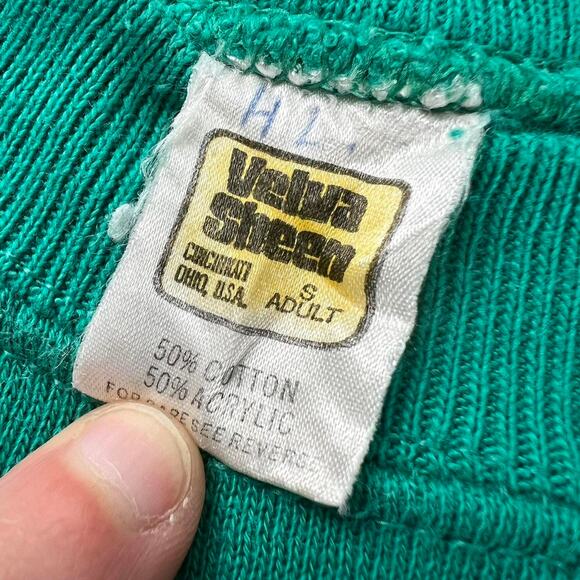 HL.
Velva
Sheen
CINCINNATI
OHIO, U.S.A.
S
ADULT
50% COTTON
50% ACRYLIC
FOR CARE SEE REVERSE